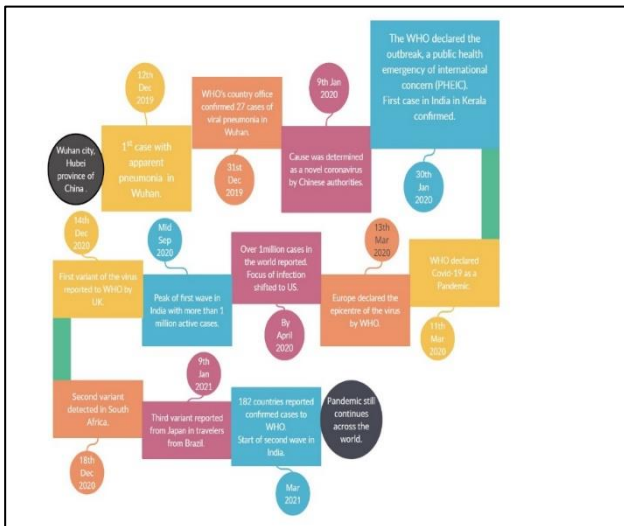 Wuhan city,
Hubei
province of
China .
12th
Dec
2019
1st case with
apparent
pneumonia in
Wuhan.
WHO's country office
confirmed 27 cases of
viral pneumonia in
Wuhan.
31st
Dec
2019
9th Jan
2020
Cause was determined
as a novel coronavirus
by Chinese authorities.
The WHO declared the
outbreak, a public health
emergency of international
concern (PHEIC).
First case in India in Kerala
confirmed.
30th
Jan
2020
WHO declared
Covid-19 as a
Pandemic.
11th
Mar
2020
13th
Mar
2020
Europe declared the
epicentre of the virus
by WHO.
Over 1million cases in
the world reported.
Focus of infection
shifted to US.
By
April
2020
Mid
Sep
2020
Peak of first wave in
India with more than 1
million active cases.
14th
Dec
2020
First variant of the virus
reported to WHO by
UK.
Second variant
detected in South
Africa.
18th
Dec
2020
9th
Jan
2021
Third variant reported
from Japan in travelers
from Brazil.
182 countries reported
confirmed cases to
WHO.
Start of second wave in
India.
Mar
2021
Pandemic still
continues
across the
world.